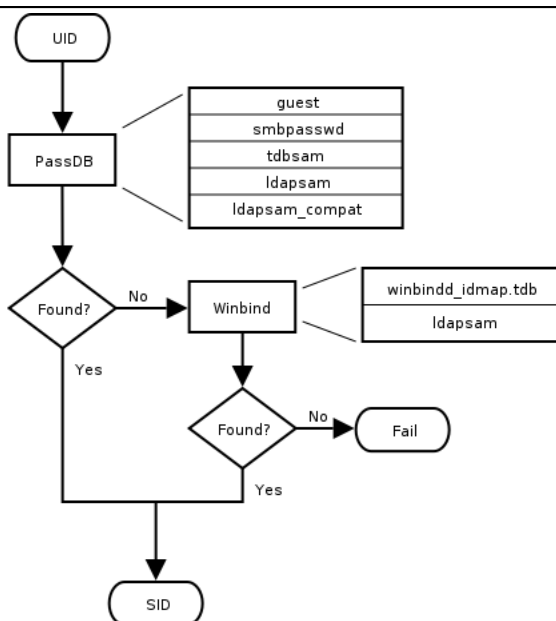 UID
PassDB
guest
smbpasswd
tdbsam
ldapsam
ldapsam_compat
Found?
No
Yes
Winbind
winbindd_idmap.tdb
ldapsam
Found?
No
Yes
Fail
SID